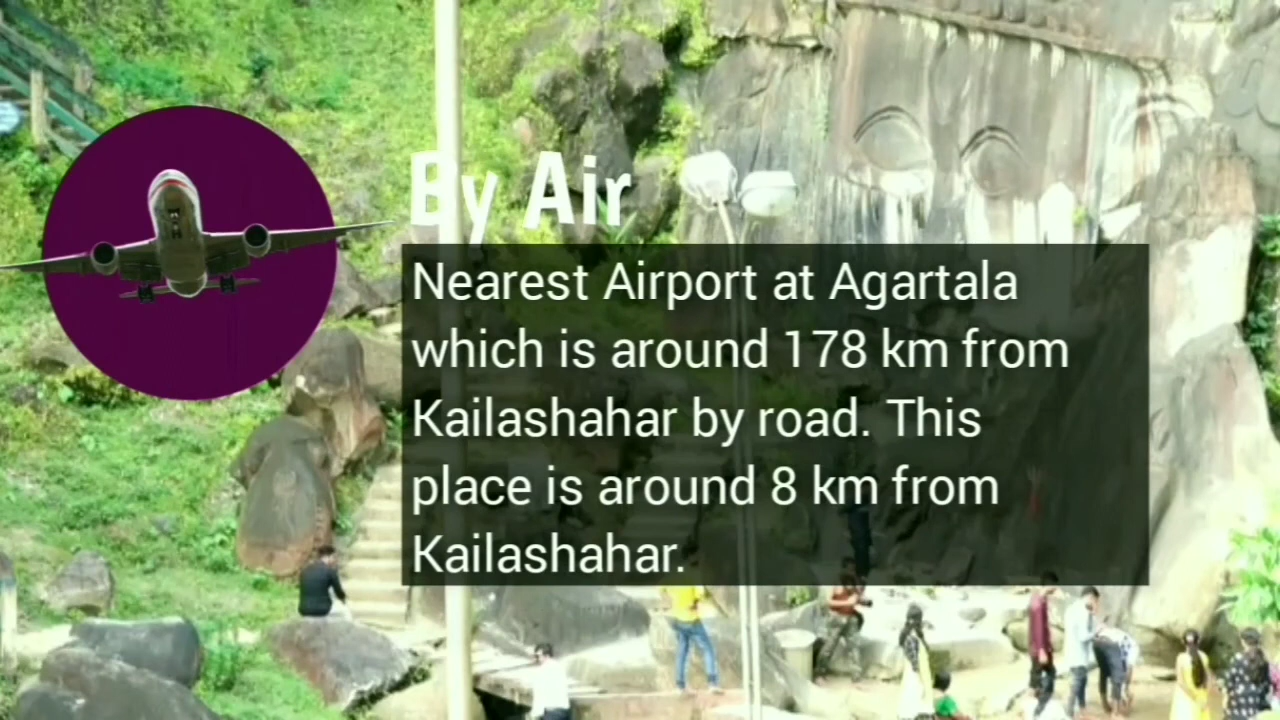 By Air
Nearest Airport at Agartala
which is around 178 km from
Kailashahar by road. This
place is around 8 km from
Kailashahar.